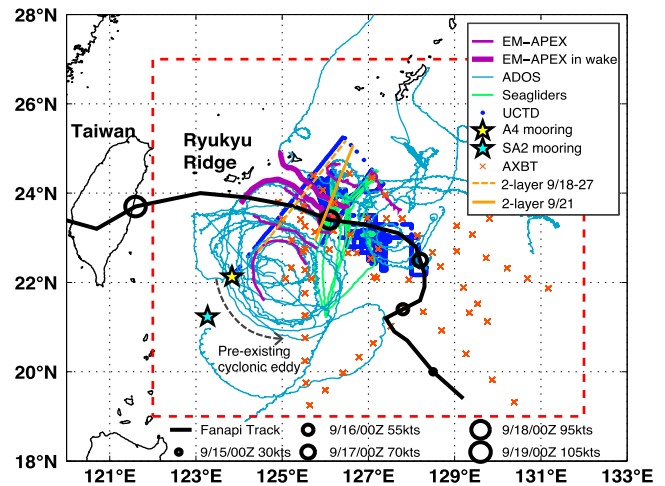 28°N
26°N
24°N
22°N
20°N
18°N
121°E
123°E
125°E
127°E
129°E
131°E
133°E
Taiwan
Ryukyu
Ridge
EM-APEX
EM-APEX in wake
ADOS
Seagliders
UCTD
A4 mooring
SA2 mooring
AXBT
2-layer 9/18-27
2-layer 9/21
Pre-existing
cyclonic eddy
Fanapi Track
9/15/00Z 30kts
9/16/00Z 55kts
9/17/00Z 70kts
9/18/00Z 95kts
9/19/00Z 105kts